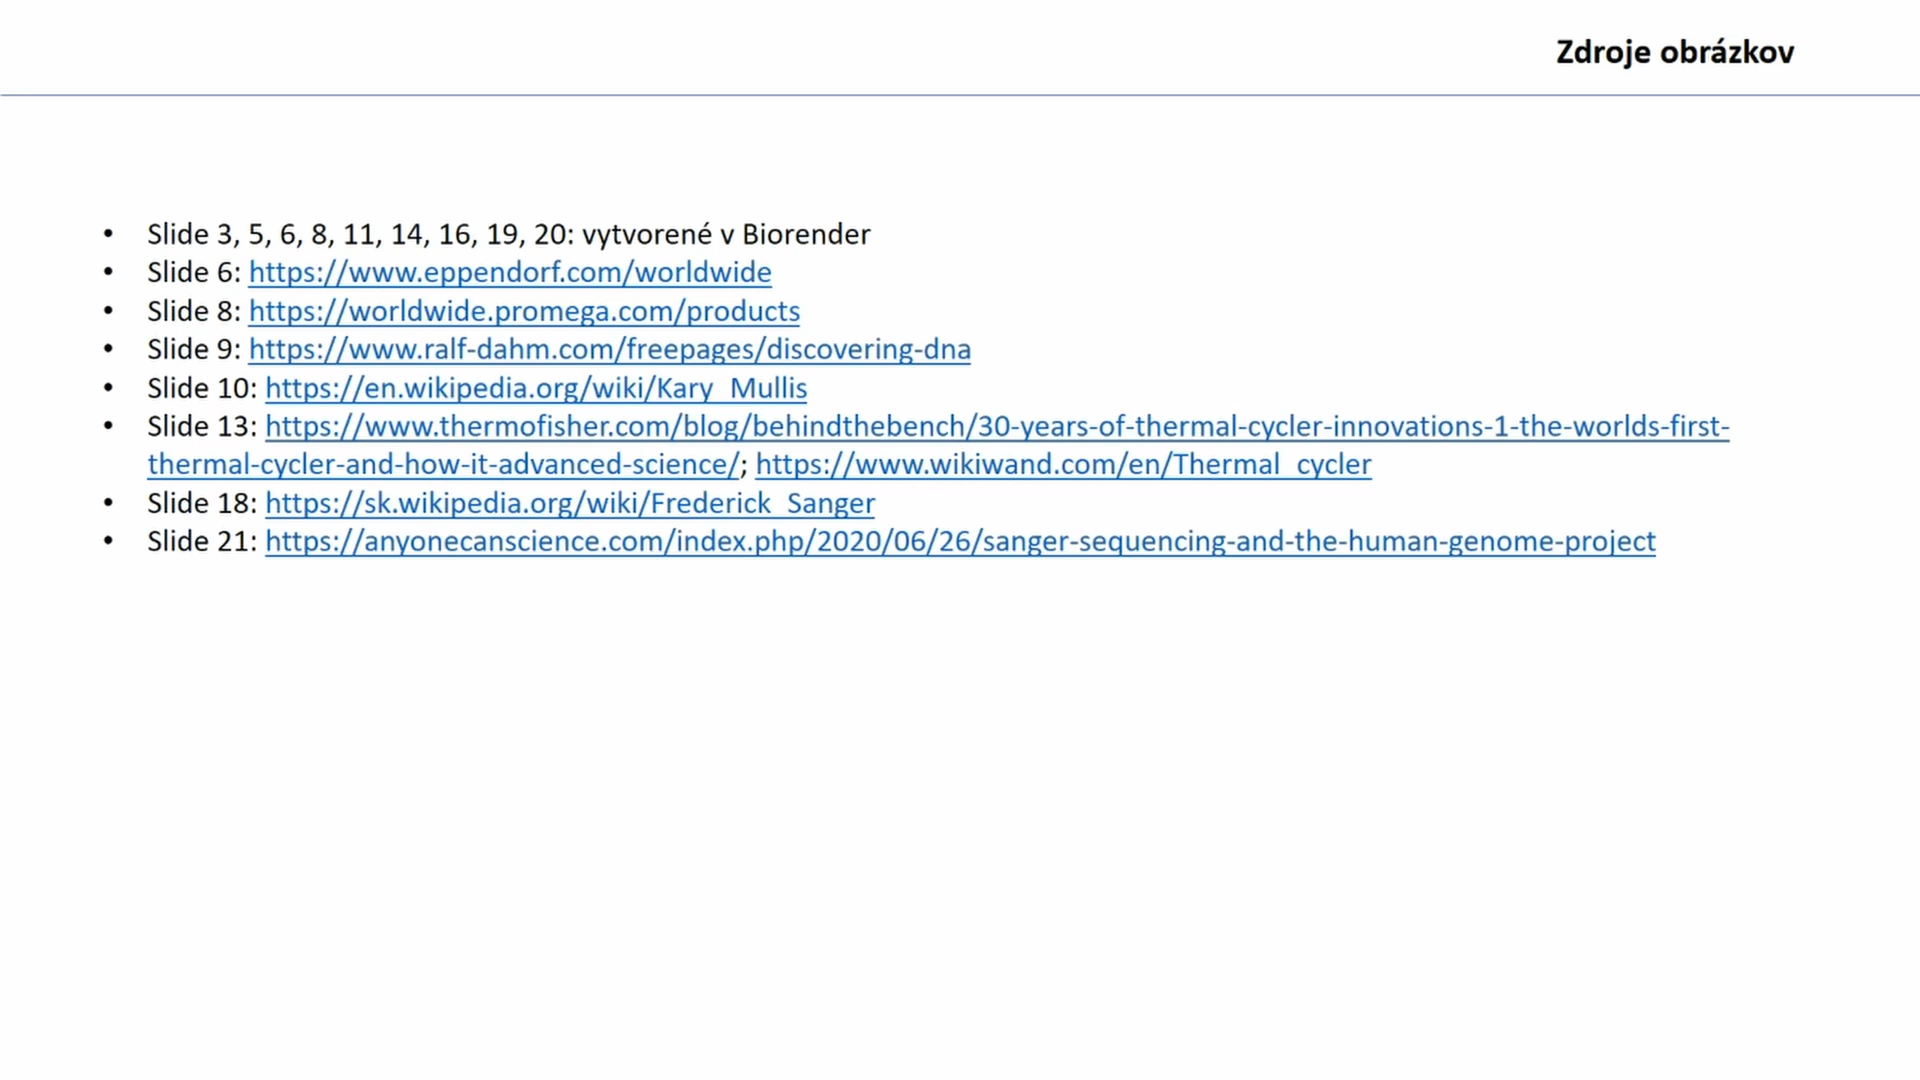 Zdroje obrázkov
• Slide 3, 5, 6, 8, 11, 14, 16, 19, 20: vytvorené v Biorender
• Slide 6: https://www.eppendorf.com/worldwide
• Slide 8: https://worldwide.promega.com/products
• Slide 9: https://www.ralf-dahm.com/freepages/discovering-dna
• Slide 10: https://en.wikipedia.org/wiki/Kary_Mullis
• Slide 13: https://www.thermofisher.com/blog/behindthebench/30-years-of-thermal-cycler-innovations-1-the-worlds-first-
thermal-cycler-and-how-it-advanced-science/; https://www.wikiwand.com/en/Thermal_cycler
• Slide 18: https://sk.wikipedia.org/wiki/Frederick_Sanger
• Slide 21: https://anyonecanscience.com/index.php/2020/06/26/sanger-sequencing-and-the-human-genome-project